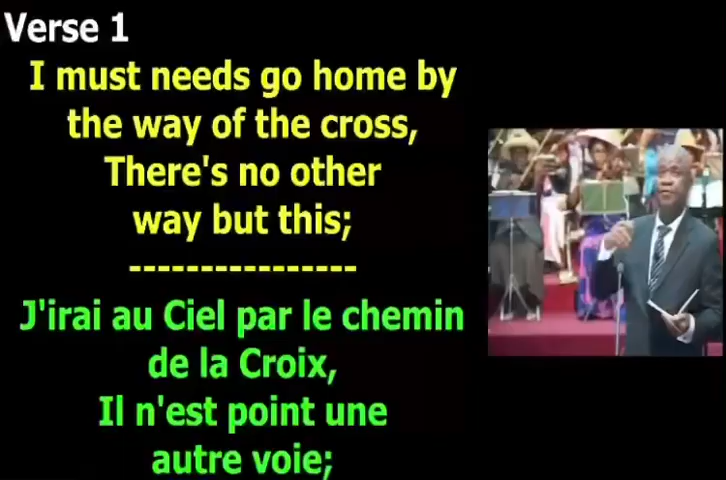 Verse 1
I must needs go home by
the way of the cross,
There's no other
way but this;
----------------
J'irai au Ciel par le chemin
de la Croix,
Il n'est point une
autre voie;